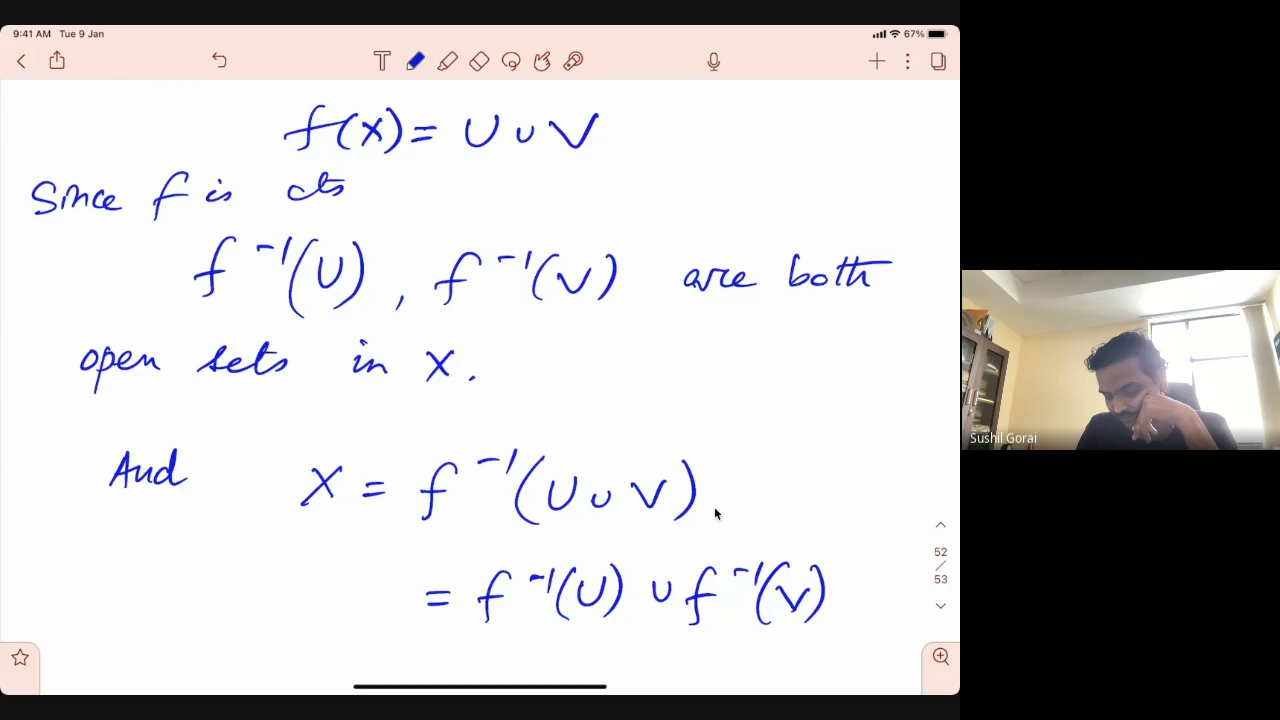 9:41 AM Tue 9 Jan
67%
f(x) = U ∪ V
Since f is cts
f⁻¹(U), f⁻¹(V) are both
open sets in X.
And X = f⁻¹(U ∪ V)
= f⁻¹(U) ∪ f⁻¹(V)
52
/
53
Sushil Gorai